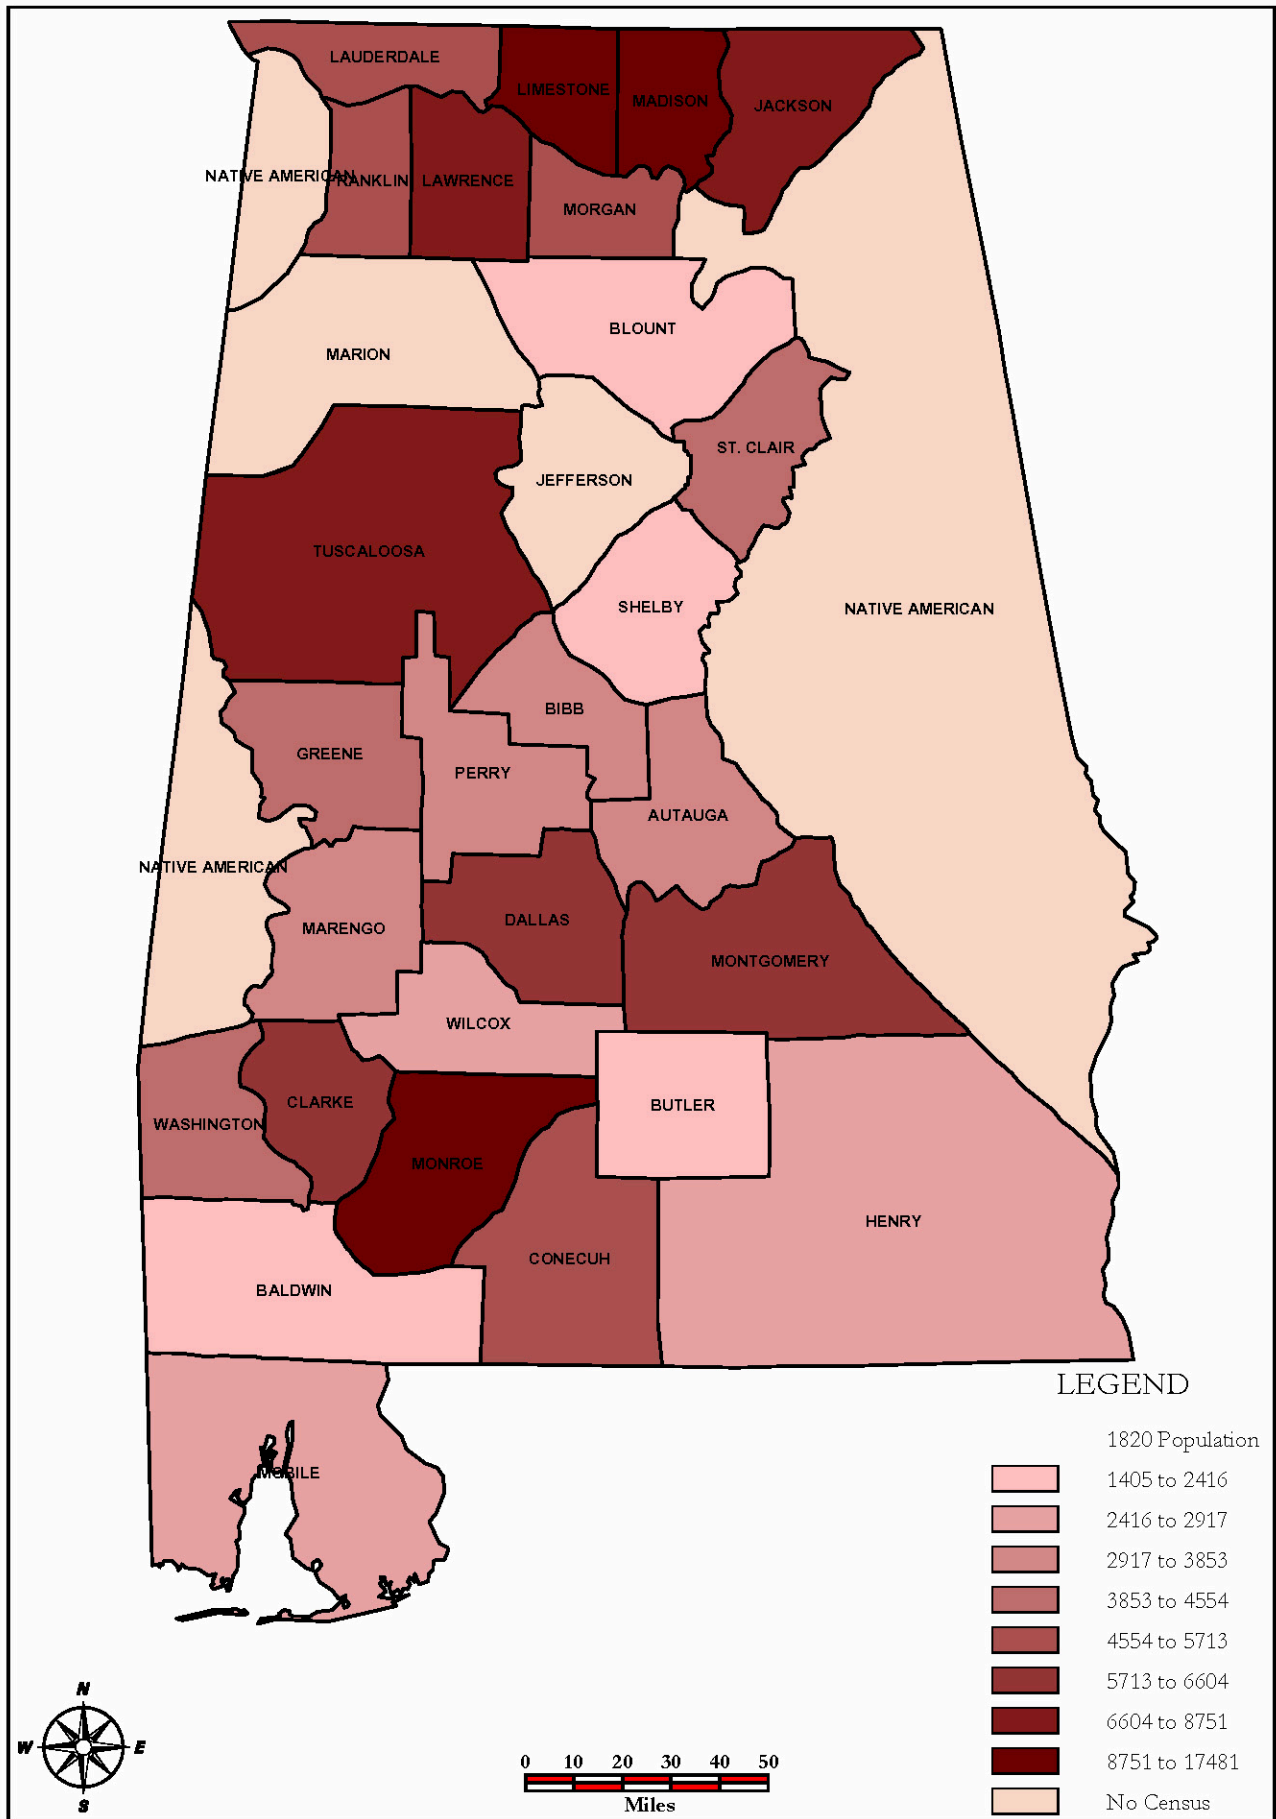 LAUDERDALE
LIMESTONE
MADISON
JACKSON
NATIVE AMERICAN
FRANKLIN
LAWRENCE
MORGAN
BLOUNT
MARION
ST. CLAIR
JEFFERSON
TUSCALOOSA
SHELBY
NATIVE AMERICAN
BIBB
GREENE
PERRY
AUTAUGA
NATIVE AMERICAN
DALLAS
MARENGO
MONTGOMERY
WILCOX
CLARKE
BUTLER
WASHINGTON
MONROE
HENRY
CONECUH
BALDWIN
MOBILE
LEGEND
1820 Population
1405 to 2416
2416 to 2917
2917 to 3853
3853 to 4554
4554 to 5713
5713 to 6604
6604 to 8751
8751 to 17481
No Census
N
W
E
S
0 10 20 30 40 50
Miles